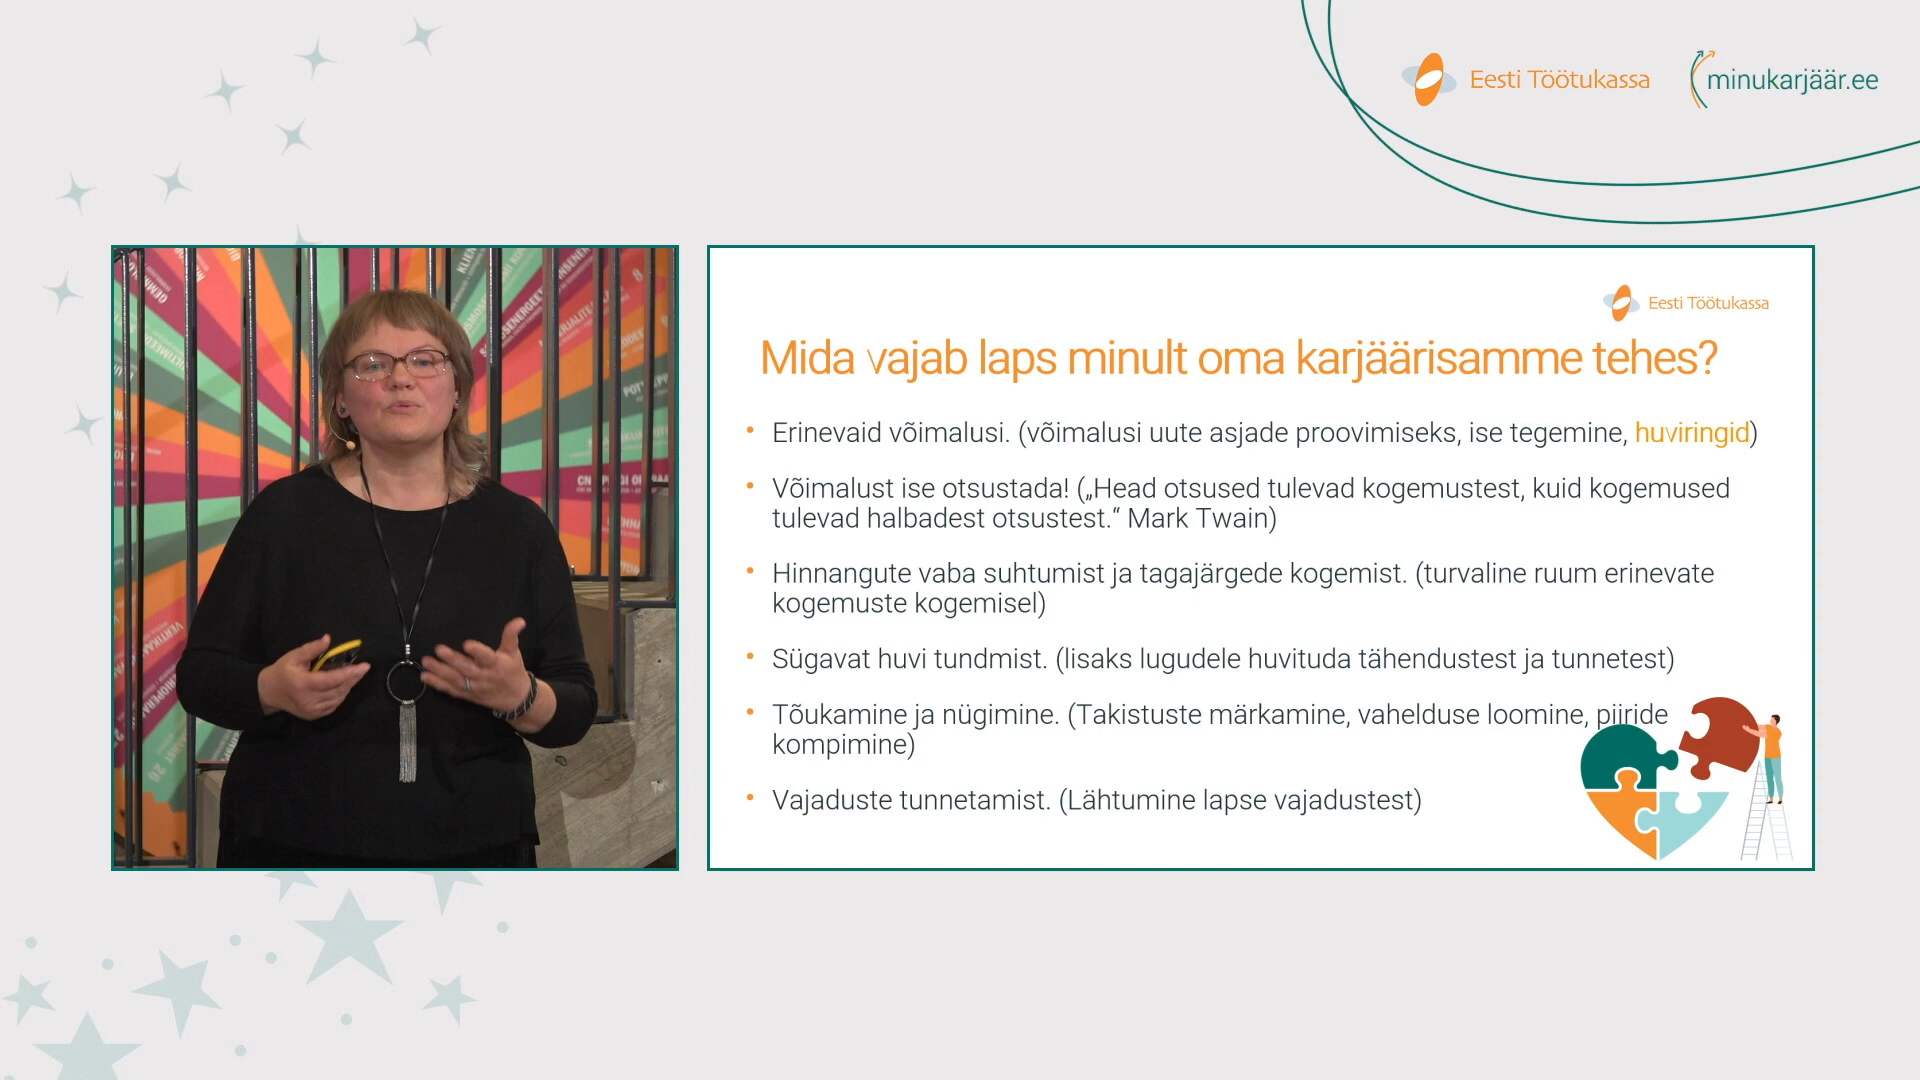 Eesti Töötukassa
minukarjäär.ee
Eesti Töötukassa
Mida vajab laps minult oma karjäärisamme tehes?
• Erinevaid võimalusi. (võimalusi uute asjade proovimiseks, ise tegemine, huviringid)
• Võimalust ise otsustada! („Head otsused tulevad kogemustest, kuid kogemused
tulevad halbadest otsustest.“ Mark Twain)
• Hinnangute vaba suhtumist ja tagajärgede kogemist. (turvaline ruum erinevate
kogemuste kogemisel)
• Sügavat huvi tundmist. (lisaks lugudele huvituda tähendustest ja tunnetest)
• Tõukamine ja nügimine. (Takistuste märkamine, vahelduse loomine, piiride
kompimine)
• Vajaduste tunnetamist. (Lähtumine lapse vajadustest)